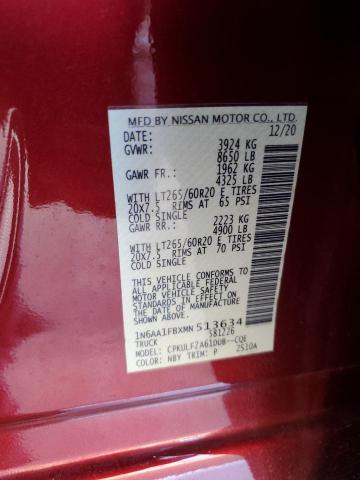 MFD BY NISSAN MOTOR CO., LTD.
DATE: 12/20
GVWR: 3924 KG
8650 LB
GAWR FR.: 1962 KG
4325 LB
WITH LT265/60R20 E TIRES
20X7.5 RIMS AT 65 PSI
COLD SINGLE
GAWR RR.: 2223 KG
4900 LB
WITH LT265/60R20 E TIRES
20X7.5 RIMS AT 70 PSI
COLD SINGLE
THIS VEHICLE CONFORMS TO
ALL APPLICABLE FEDERAL
MOTOR VEHICLE SAFETY
STANDARDS IN EFFECT
ON THE DATE OF
MANUFACTURE SHOWN
ABOVE.
1N6AA1FBXMN513634
TRUCK 581226
MODEL: CPKULFZA61DUB--CQE
COLOR: NBY TRIM: P 2510A